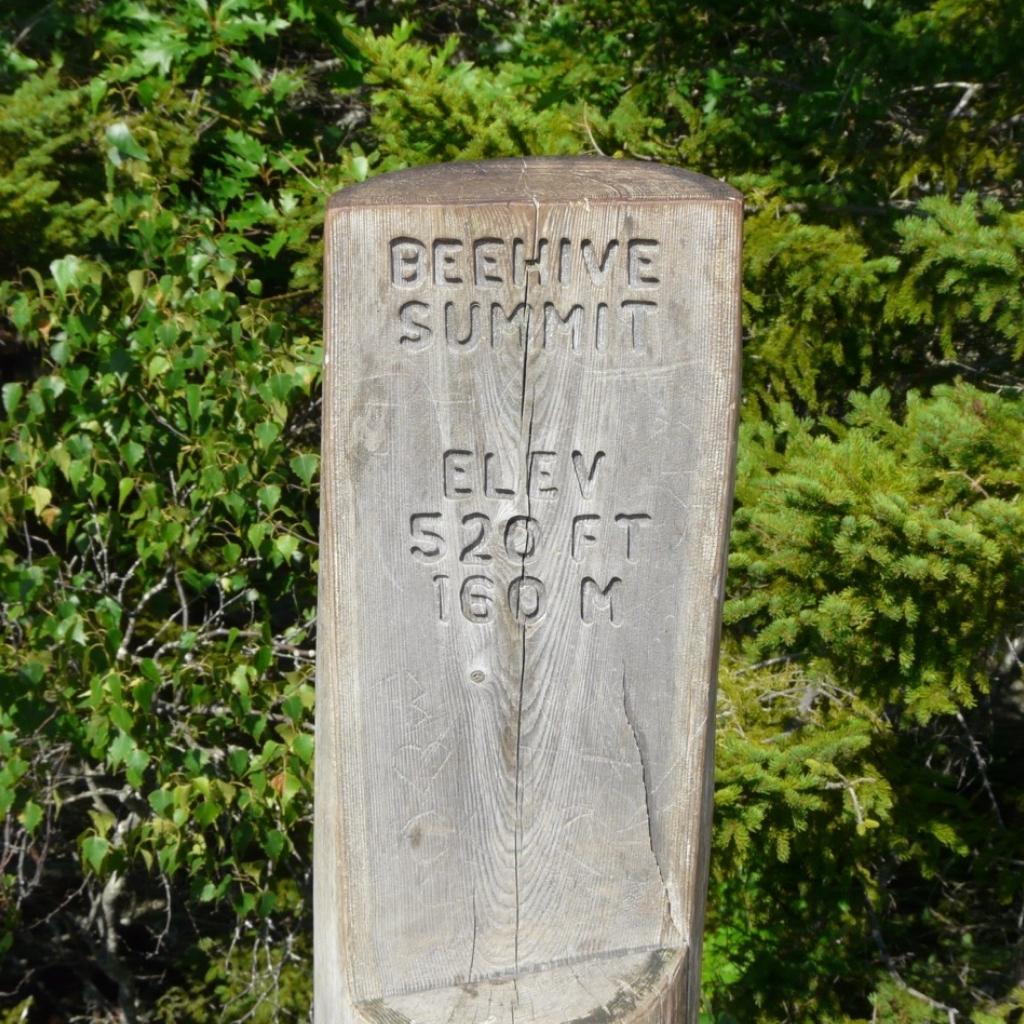 BEEHIVE
SUMMIT
ELEV
520 FT
160 M